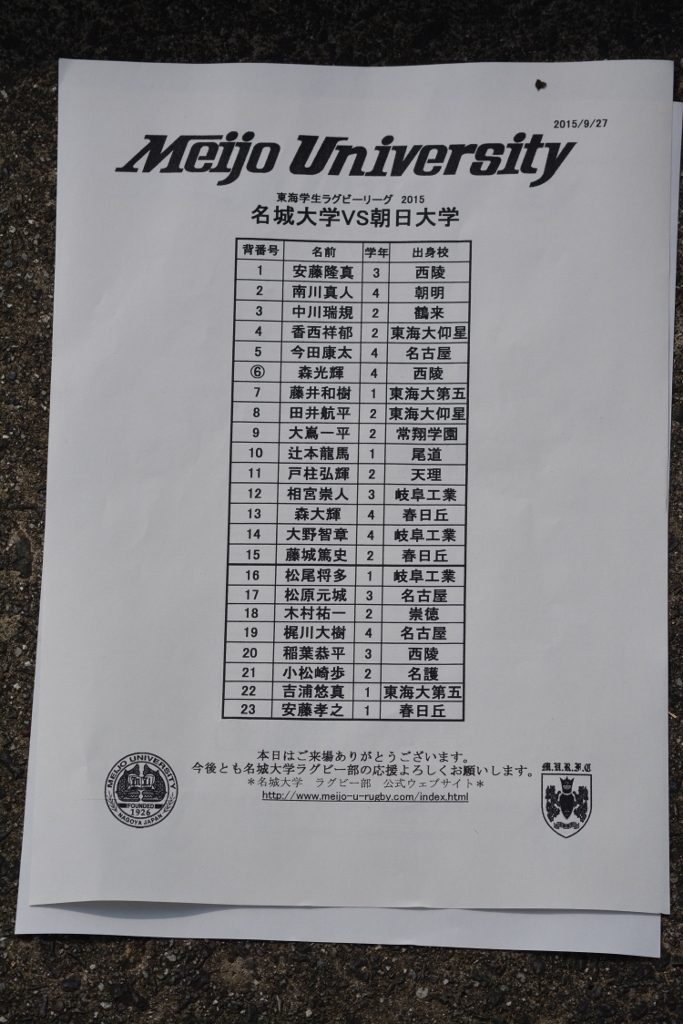 2015/9/27
Meijo University
東海学生ラグビーリーグ 2015
名城大学VS朝日大学
背番号 名前 学年 出身校
1 安藤隆真 3 西陵
2 南川真人 4 朝明
3 中川瑞規 2 鶴来
4 香西祥郁 2 東海大仰星
5 今田康太 4 名古屋
⑥ 森光輝 4 西陵
7 藤井和樹 1 東海大第五
8 田井航平 2 東海大仰星
9 大嶌一平 2 常翔学園
10 辻本龍馬 1 尾道
11 戸柱弘輝 2 天理
12 相宮崇人 3 岐阜工業
13 森大輝 4 春日丘
14 大野智章 4 岐阜工業
15 藤城篤史 2 春日丘
16 松尾将多 1 岐阜工業
17 松原元城 3 名古屋
18 木村祐一 2 崇徳
19 梶川大樹 4 名古屋
20 稲葉恭平 3 西陵
21 小松崎歩 2 名護
22 吉浦悠真 1 東海大第五
23 安藤孝之 1 春日丘
本日はご来場ありがとうございます。
今後とも名城大学ラグビー部の応援よろしくお願いします。
＊名城大学 ラグビー部 公式ウェブサイト＊
http://www.meijo-u-rugby.com/index.html
MEIJO UNIVERSITY
FOUNDED
1926
NAGOYA JAPAN
M.U.R.F.C